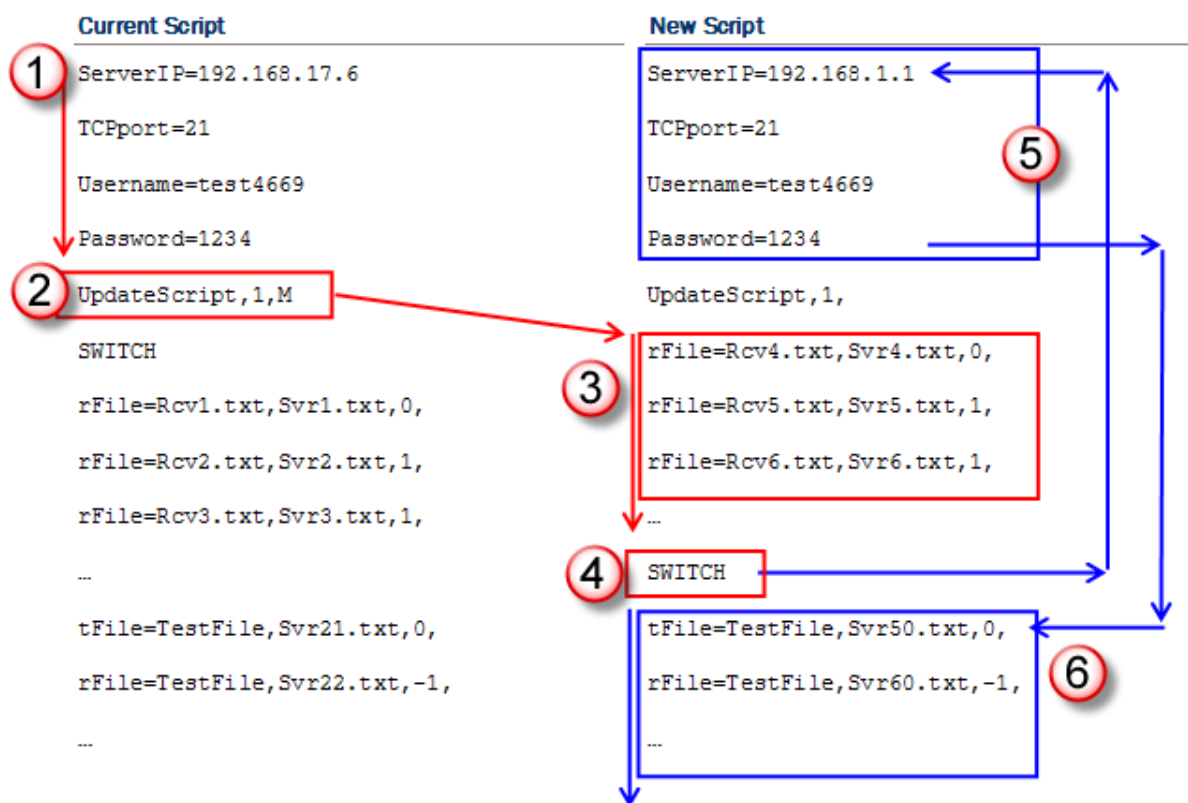 Current Script
1
ServerIP=192.168.17.6
TCPport=21
Username=test4669
Password=1234
2
UpdateScript,1,M
SWITCH
rFile=Rcv1.txt,Svr1.txt,0,
rFile=Rcv2.txt,Svr2.txt,1,
rFile=Rcv3.txt,Svr3.txt,1,
…
tFile=TestFile,Svr21.txt,0,
rFile=TestFile,Svr22.txt,-1,
…
New Script
ServerIP=192.168.1.1
TCPport=21
5
Username=test4669
Password=1234
UpdateScript,1,
3
rFile=Rcv4.txt,Svr4.txt,0,
rFile=Rcv5.txt,Svr5.txt,1,
rFile=Rcv6.txt,Svr6.txt,1,
…
4
SWITCH
tFile=TestFile,Svr50.txt,0,
6
rFile=TestFile,Svr60.txt,-1,
…